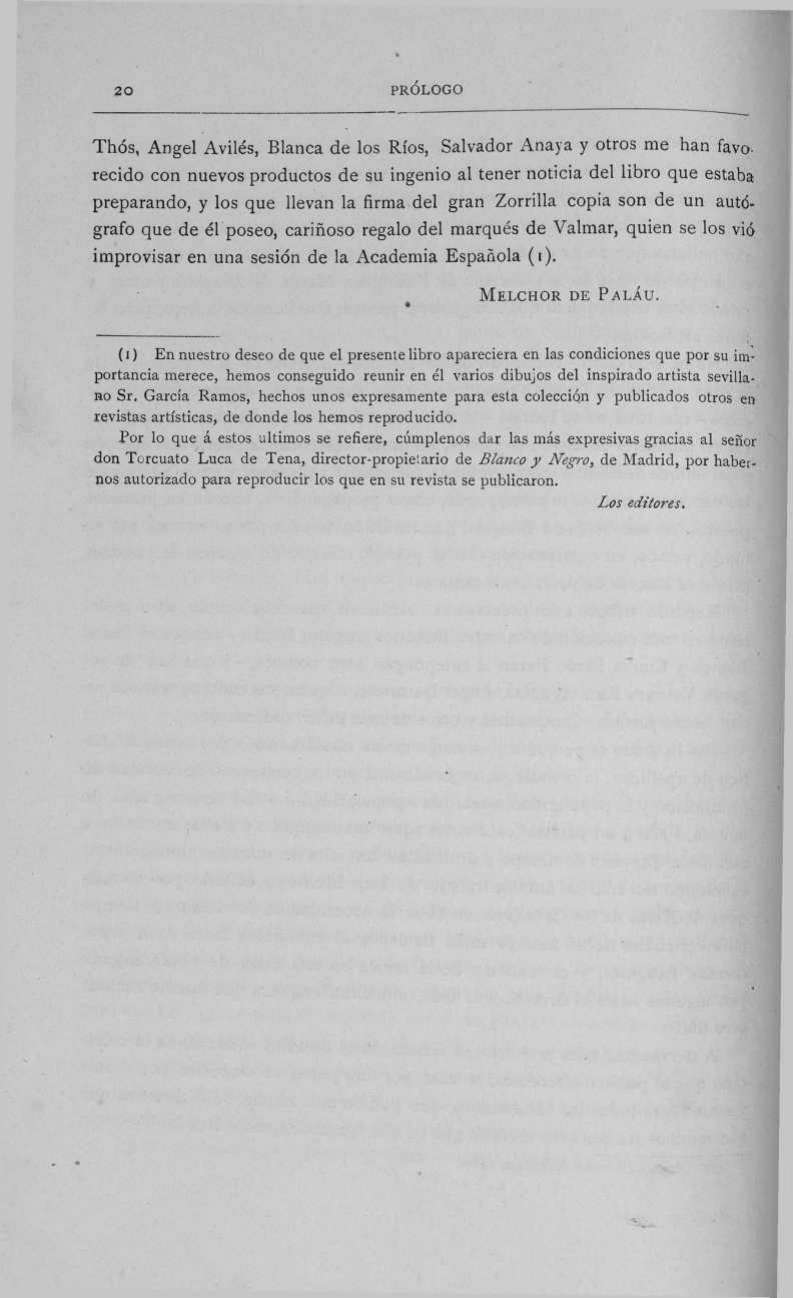 20 PRÓLOGO
Thós, Angel Avilés, Blanca de los Ríos, Salvador Anaya y otros me han favo-
recido con nuevos productos de su ingenio al tener noticia del libro que estaba
preparando, y los que llevan la firma del gran Zorrilla copia son de un autó-
grafo que de él poseo, cariñoso regalo del marqués de Valmar, quien se los vió
improvisar en una sesión de la Academia Española (1).
MELCHOR DE PALÁU.
(1) En nuestro deseo de que el presente libro apareciera en las condiciones que por su im-
portancia merece, hemos conseguido reunir en él varios dibujos del inspirado artista sevilla-
no Sr. García Ramos, hechos unos expresamente para esta colección y publicados otros en
revistas artísticas, de donde los hemos reproducido.
Por lo que á estos ultimos se refiere, cúmplenos dar las más expresivas gracias al señor
don Torcuato Luca de Tena, director-propietario de Blanco y Negro, de Madrid, por haber-
nos autorizado para reproducir los que en su revista se publicaron.
Los editores.